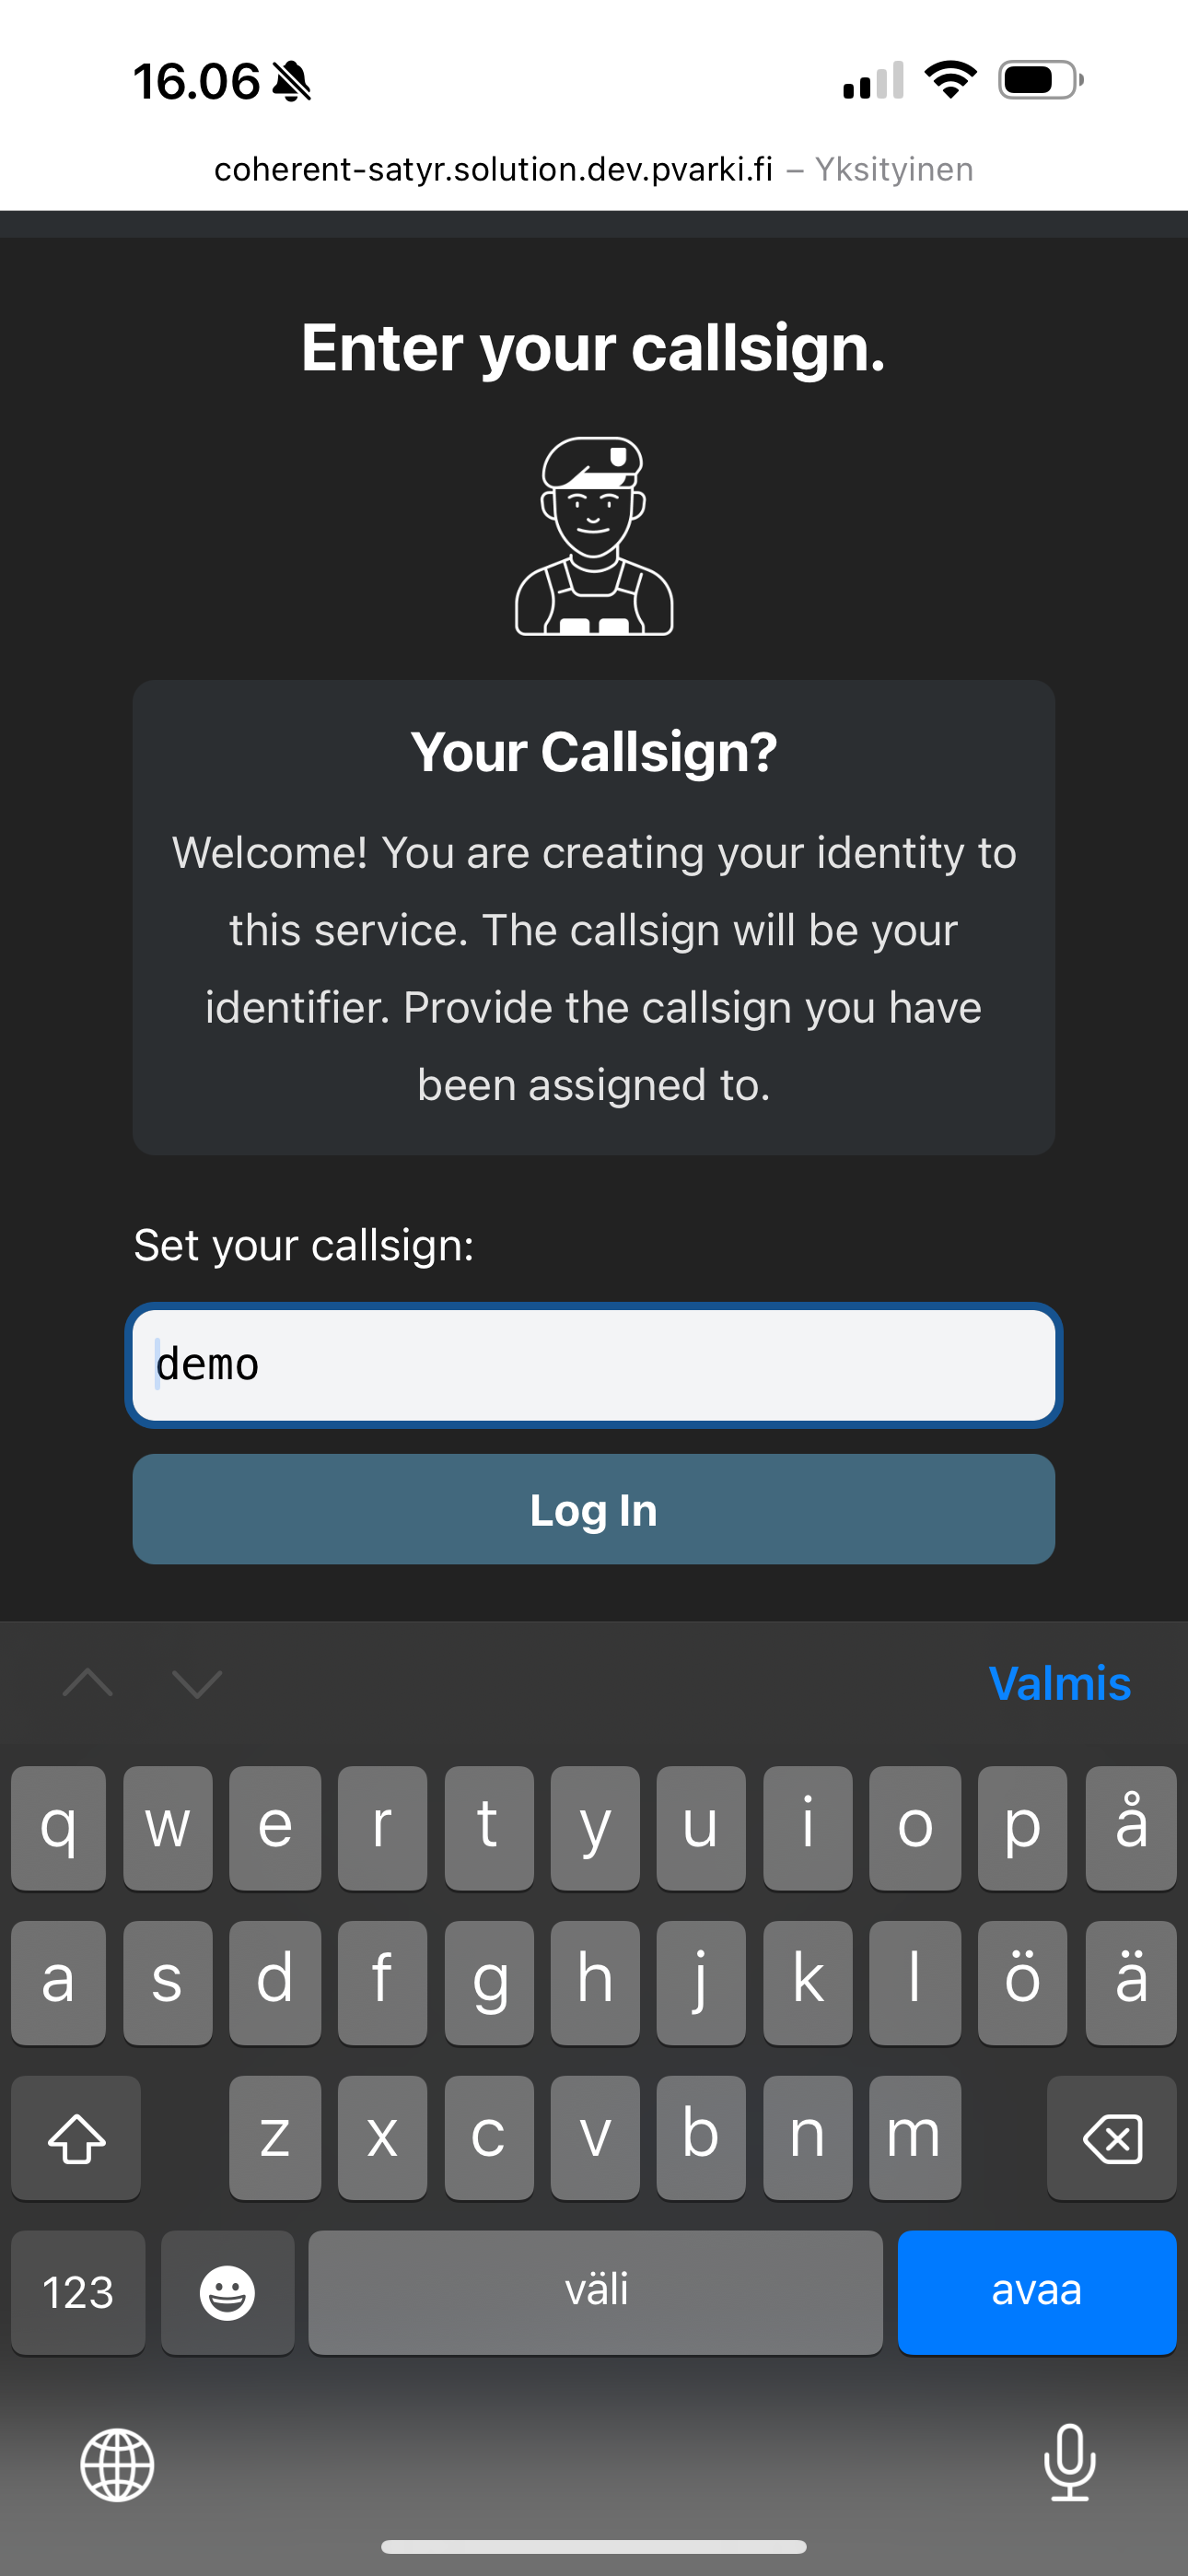 16.06
coherent-satyr.solution.dev.pvarki.fi – Yksityinen
Enter your callsign.
Your Callsign?
Welcome! You are creating your identity to
this service. The callsign will be your
identifier. Provide the callsign you have
been assigned to.
Set your callsign:
demo
Log In
Valmis
q w e r t y u i o p å
a s d f g h j k l ö ä
z x c v b n m
123 väli avaa